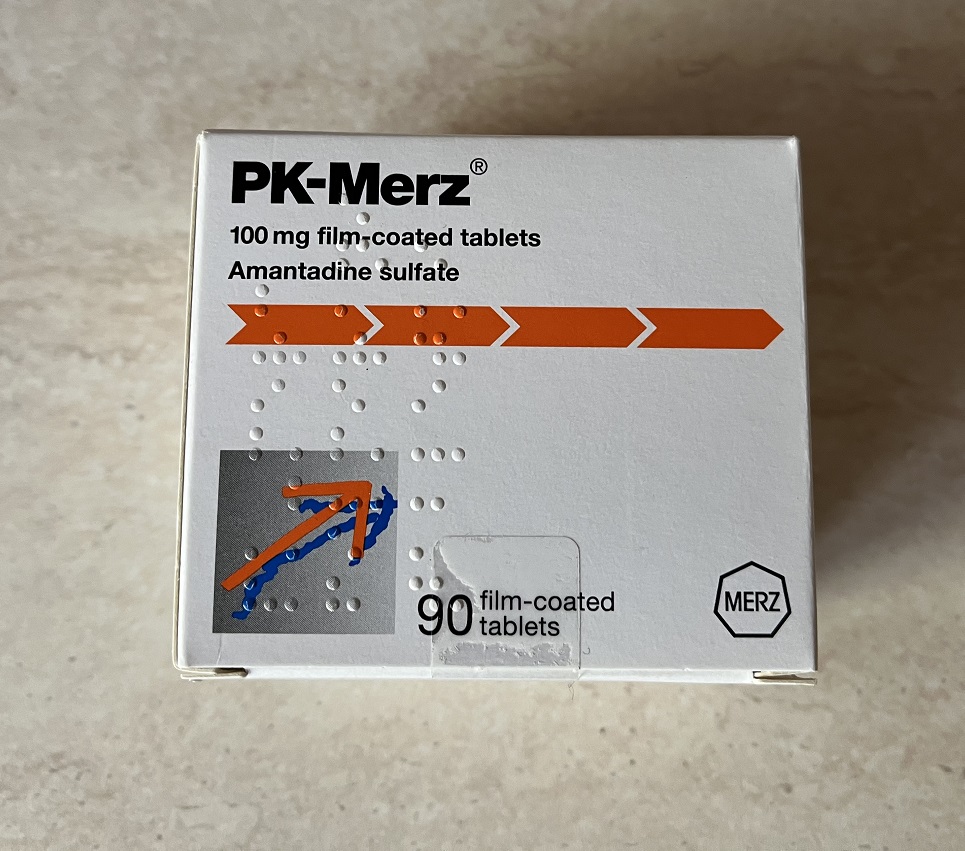 PK-Merz®
100 mg film-coated tablets
Amantadine sulfate
90 film-coated
tablets
MERZ